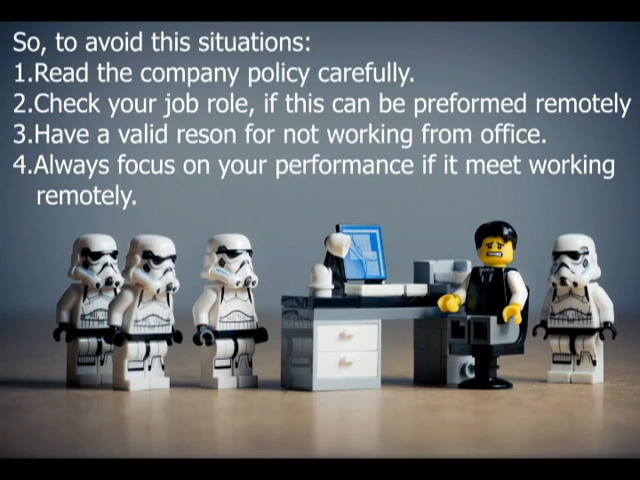 So, to avoid this situations:
1.Read the company policy carefully.
2.Check your job role, if this can be preformed remotely
3.Have a valid reson for not working from office.
4.Always focus on your performance if it meet working
remotely.